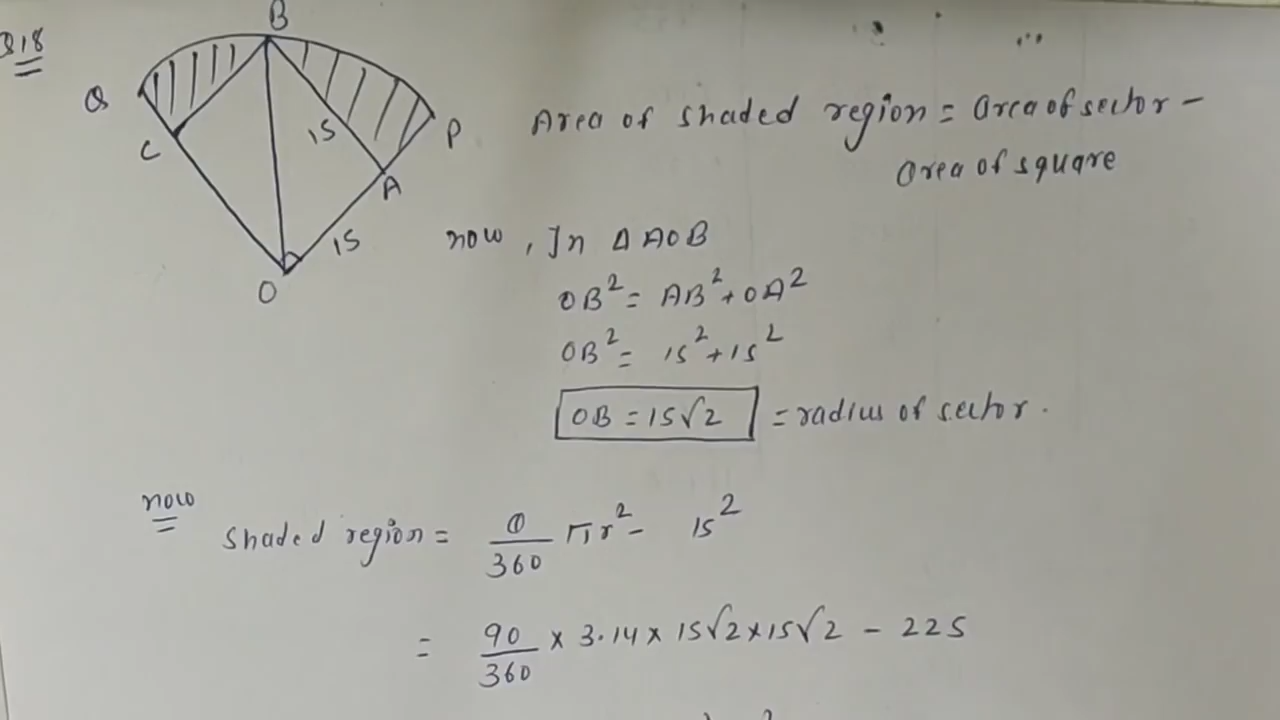 Q18
B
Q
C
15
P
A
15
O
Area of shaded region = area of sector -
area of square
now, In Δ AOB
OB² = AB² + OA²
OB² = 15² + 15²
OB = 15√2 = radius of sector.
now
Shaded region = θ/360 πr² - 15²
= 90/360 × 3.14 × 15√2 × 15√2 - 225